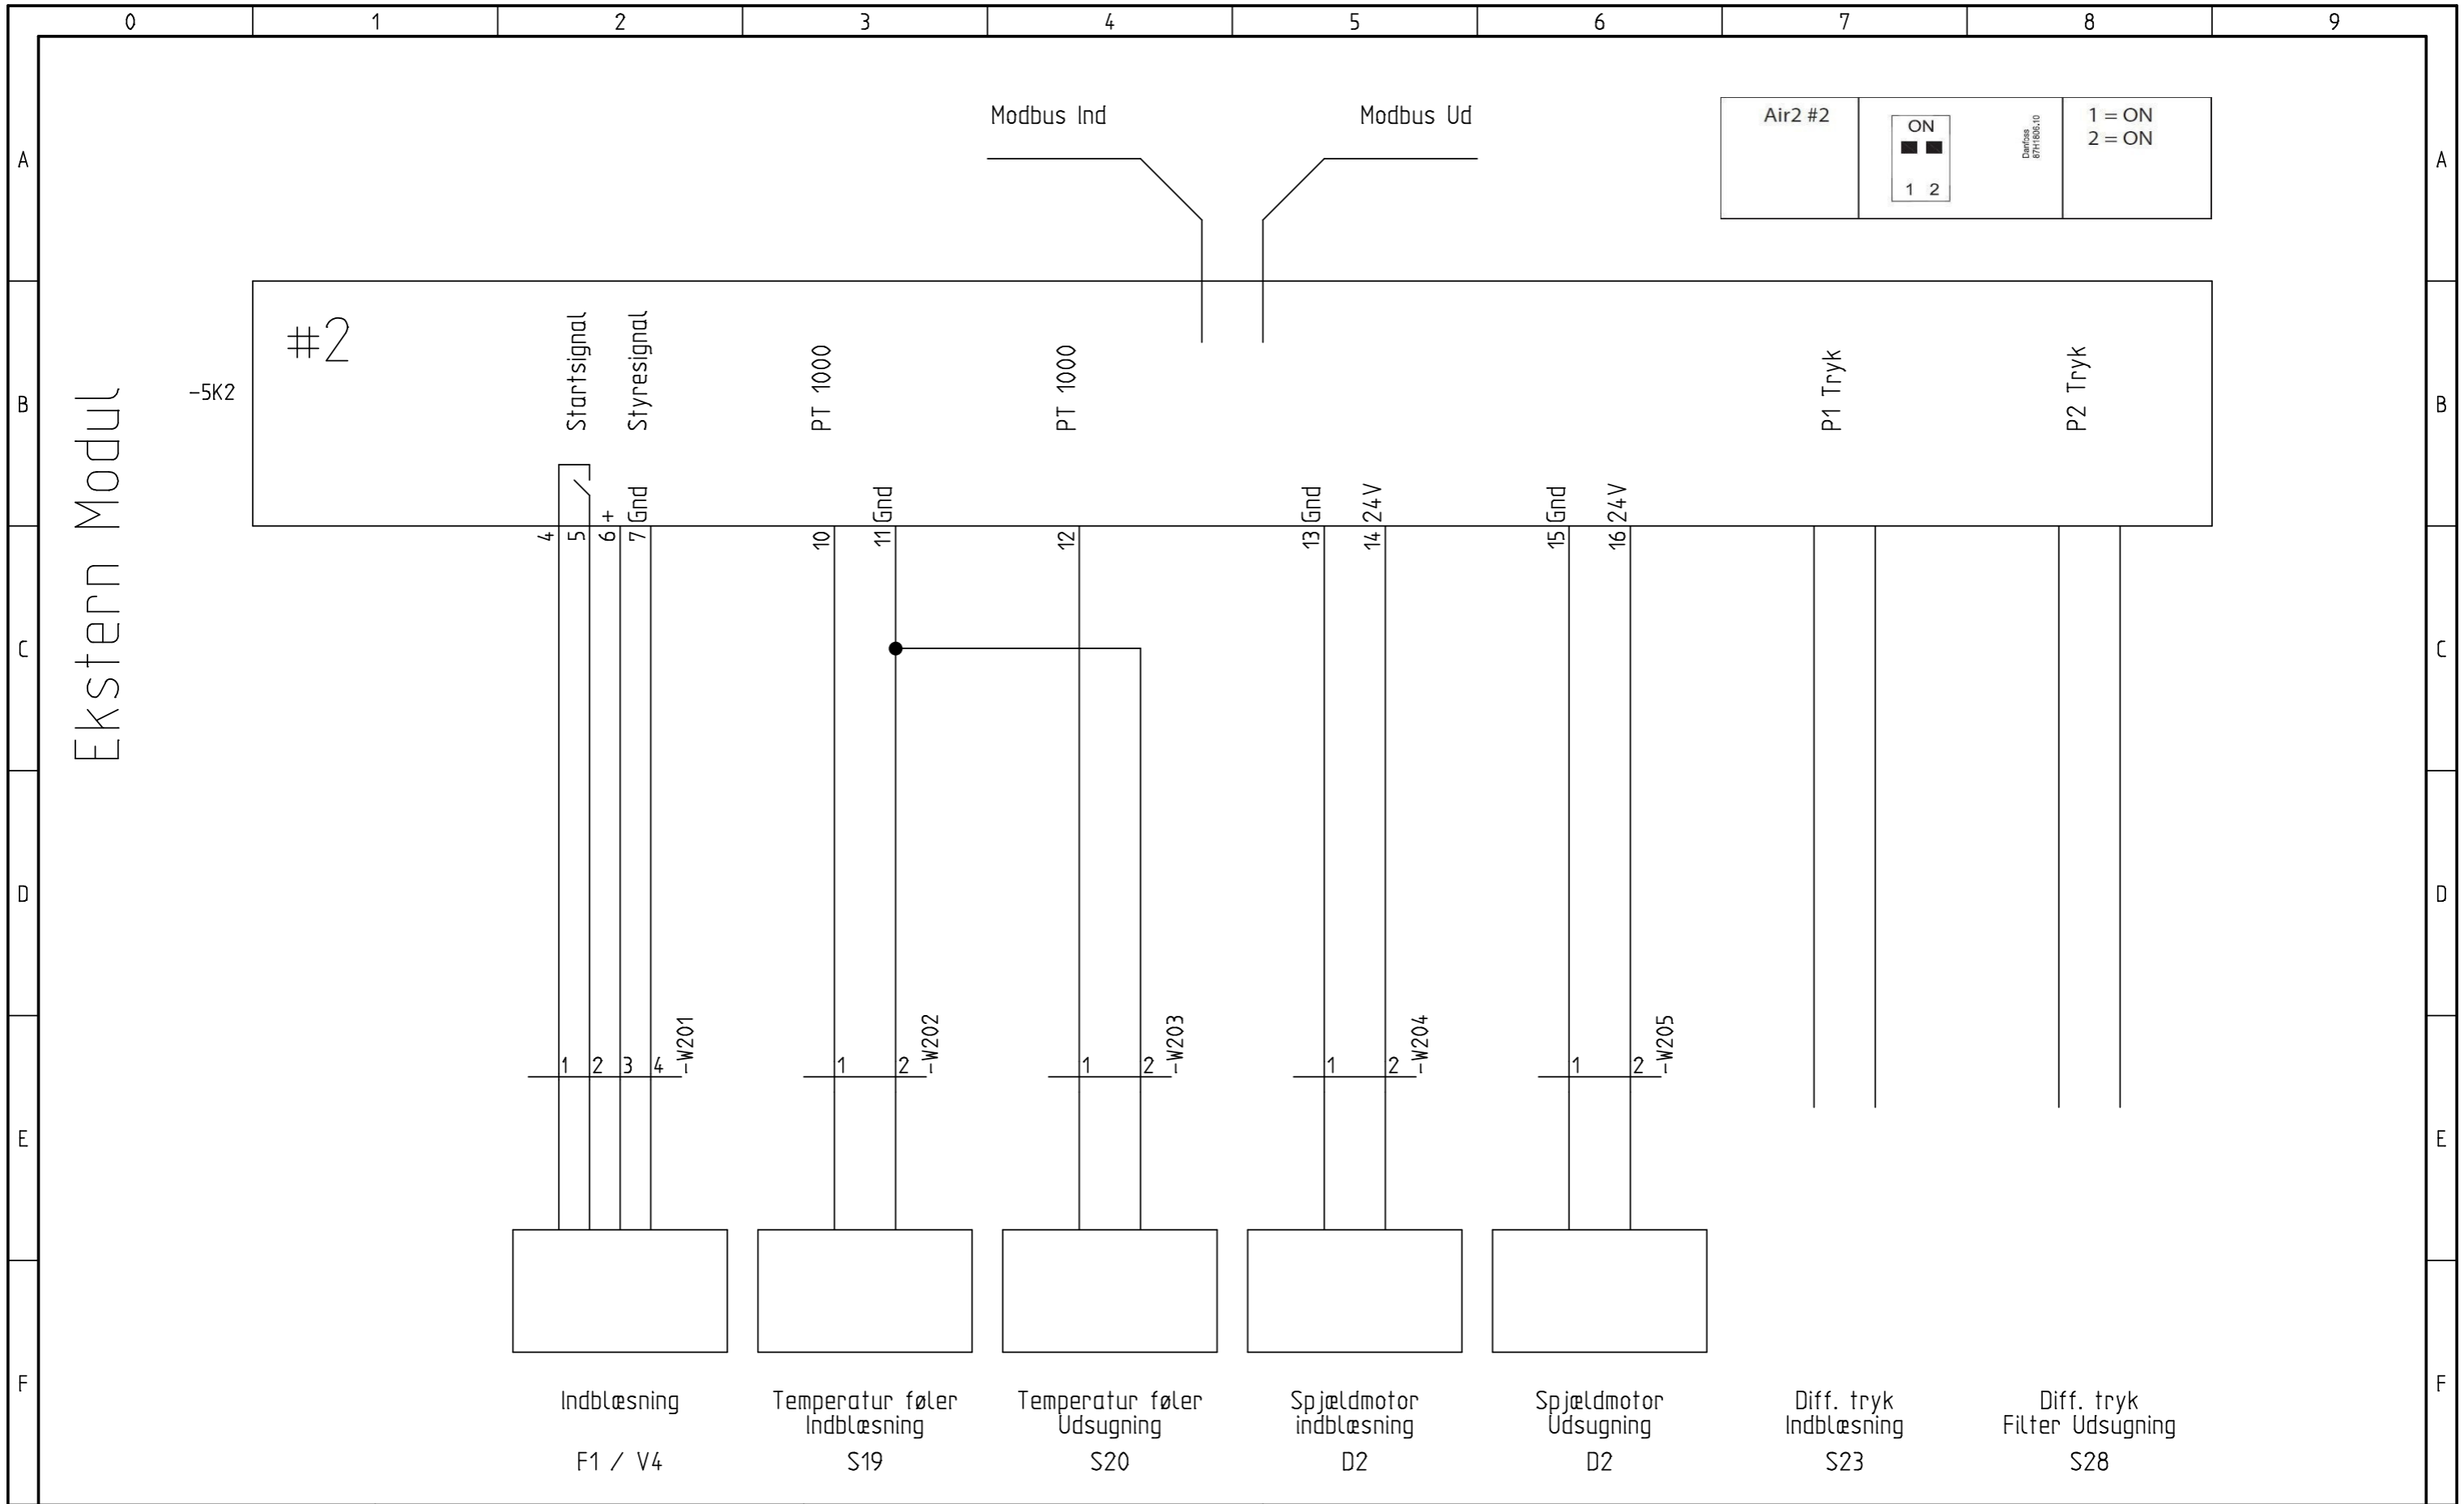 0 1 2 3 4 5 6 7 8 9
A A
B B
C C
D D
E E
F F
Modbus Ind
Modbus Ud
Air2 #2
ON
1 2
Danfoss
87H1806.10
1 = ON
2 = ON
Ekstern Modul
-5K2
#2
Startsignal
Styresignal
PT 1000
PT 1000
P1 Tryk
P2 Tryk
+
Gnd
Gnd
Gnd
24V
Gnd
24V
4 5 6 7 10 11 12 13 14 15 16
1 2 3 4 -W201
1 2 -W202
1 2 -W203
1 2 -W204
1 2 -W205
Indblæsning
F1 / V4
Temperatur føler
Indblæsning
S19
Temperatur føler
Udsugning
S20
Spjældmotor
indblæsning
D2
Spjældmotor
Udsugning
D2
Diff. tryk
Indblæsning
S23
Diff. tryk
Filter Udsugning
S28